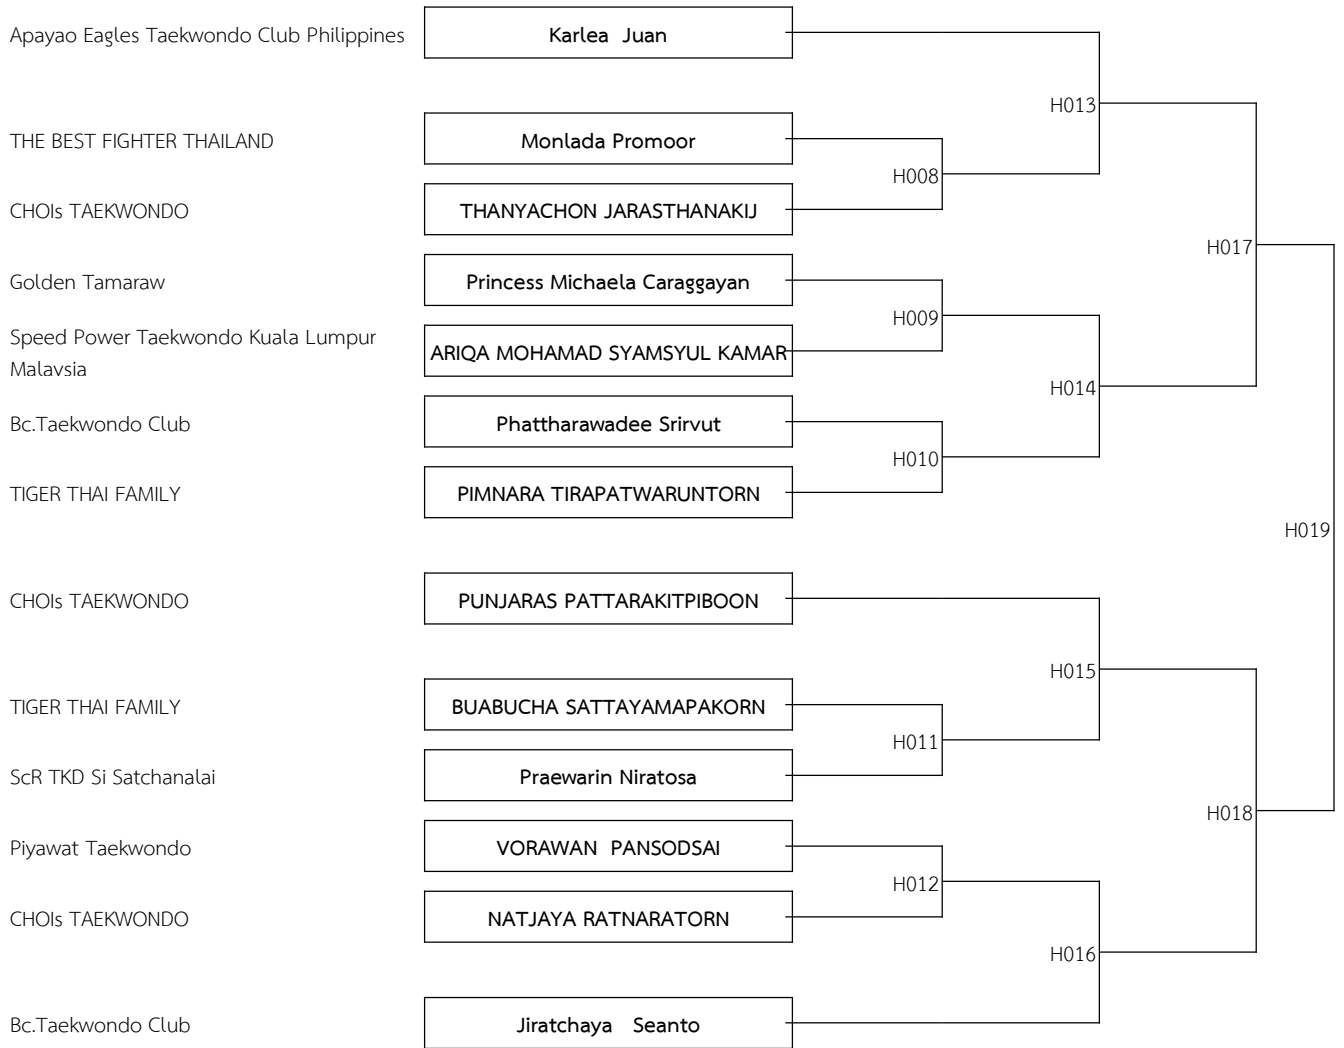 Apayao Eagles Taekwondo Club Philippines
Karlea Juan
H013
THE BEST FIGHTER THAILAND
Monlada Promoor
H008
CHOIs TAEKWONDO
THANYACHON JARASTHANAKIJ
H017
Golden Tamaraw
Princess Michaela Caraggayan
H009
Speed Power Taekwondo Kuala Lumpur
Malavsia
ARIQA MOHAMAD SYAMSYUL KAMAR
H014
Bc.Taekwondo Club
Phattharawadee Srirvut
H010
TIGER THAI FAMILY
PIMNARA TIRAPATWARUNTORN
H019
CHOIs TAEKWONDO
PUNJARAS PATTARAKITPIBOON
H015
TIGER THAI FAMILY
BUABUCHA SATTAYAMAPAKORN
H011
ScR TKD Si Satchanalai
Praewarin Niratosa
H018
Piyawat Taekwondo
VORAWAN PANSODSAI
H012
CHOIs TAEKWONDO
NATJAYA RATNARATORN
H016
Bc.Taekwondo Club
Jiratchaya Seanto